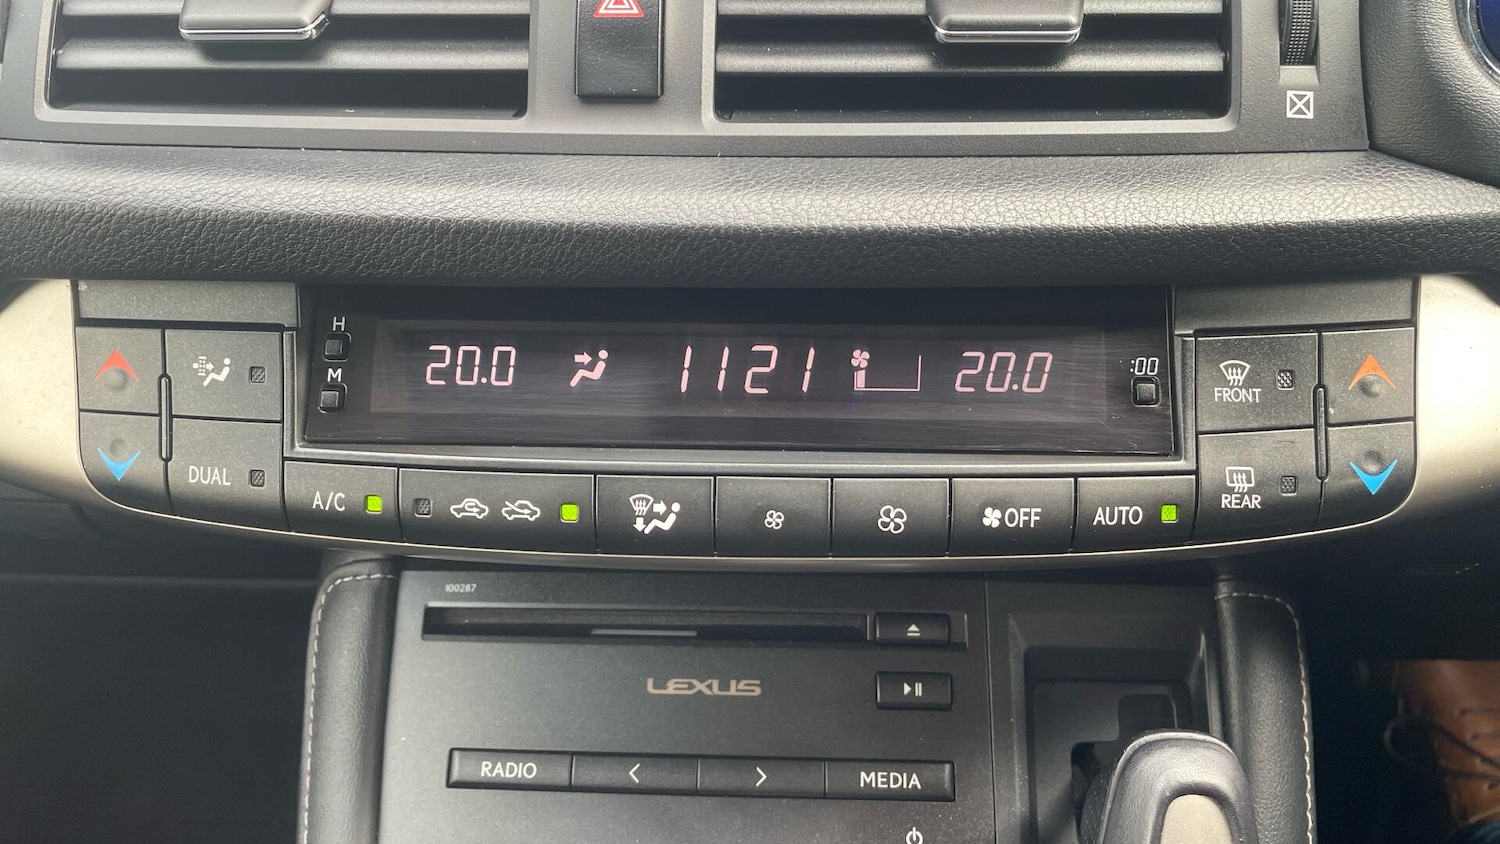 H
M
20.0
1121
20.0
:00
FRONT
DUAL
REAR
A/C
OFF
AUTO
100287
LEXUS
RADIO
MEDIA